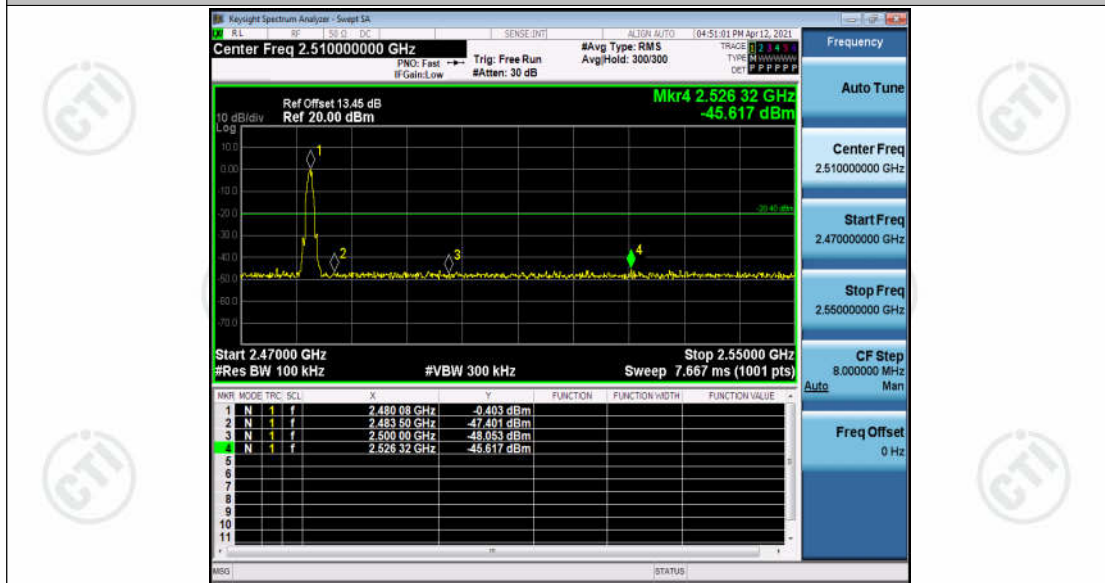 Keysight Spectrum Analyzer - Swept SA
RL RF 50 Ω DC SENSE:INT ALIGN AUTO 04:51:01 PM Apr 12, 2021
Center Freq 2.510000000 GHz
PNO: Fast
IFGain:Low
Trig: Free Run
#Atten: 30 dB
#Avg Type: RMS
Avg|Hold: 300/300
TRACE 1 2 3 4 5 6
TYPE M WWWWW
DET P P P P P P
Frequency
Auto Tune
Center Freq
2.510000000 GHz
Start Freq
2.470000000 GHz
Stop Freq
2.550000000 GHz
CF Step
8.000000 MHz
Auto Man
Freq Offset
0 Hz
Mkr4 2.526 32 GHz
-45.617 dBm
Ref Offset 13.45 dB
10 dB/div Ref 20.00 dBm
Log
10.0
0.00
-10.0
-20.0
-30.0
-40.0
-50.0
-60.0
-70.0
1
2
3
4
-20.40 dBm
Start 2.47000 GHz Stop 2.55000 GHz
#Res BW 100 kHz #VBW 300 kHz Sweep 7.667 ms (1001 pts)
MKR MODE TRC SCL X Y FUNCTION FUNCTION WIDTH FUNCTION VALUE
1 N 1 f 2.480 08 GHz -0.403 dBm
2 N 1 f 2.483 50 GHz -47.401 dBm
3 N 1 f 2.500 00 GHz -48.053 dBm
4 N 1 f 2.526 32 GHz -45.617 dBm
5
6
7
8
9
10
11
MSG STATUS
CTI
CTI
CTI
CTI